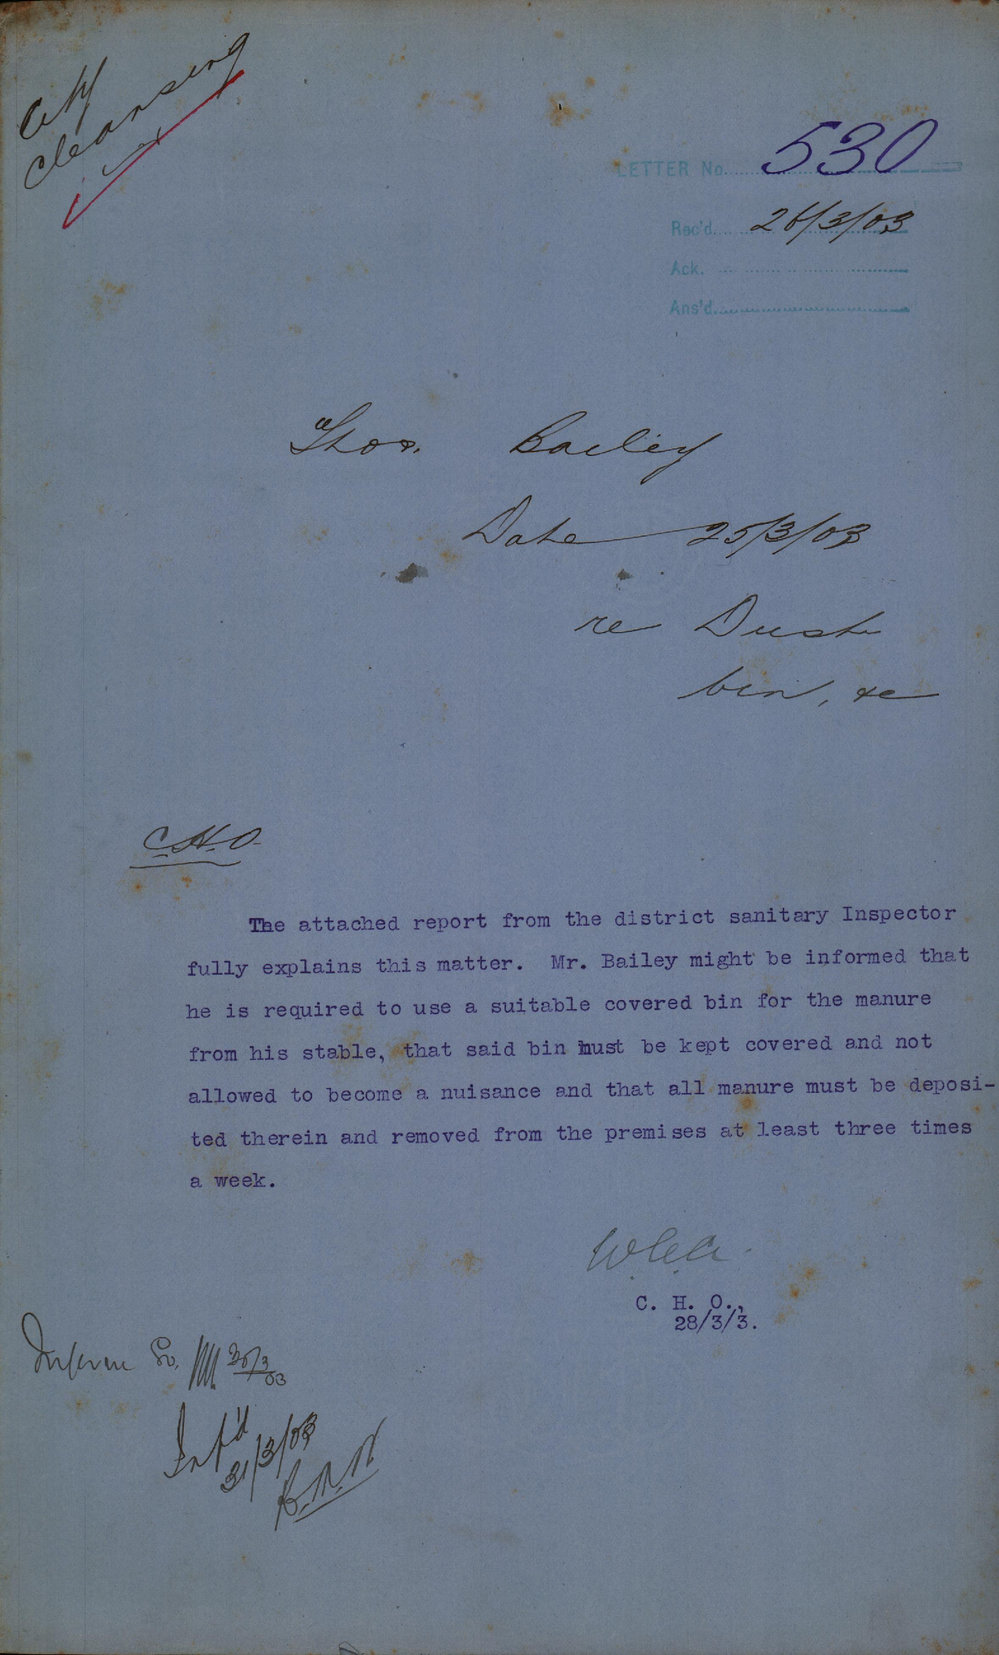 City
cleansing
LETTER No. 530
Rec'd. 26/3/03
Ack.
Ans'd.
Thos. Bailey
Date 25/3/03
re Dust
bin, &c
C.H.O.
The attached report from the district sanitary Inspector
fully explains this matter. Mr. Bailey might be informed that
he is required to use a suitable covered bin for the manure
from his stable, that said bin must be kept covered and not
allowed to become a nuisance and that all manure must be deposi-
ted therein and removed from the premises at least three times
a week.
C. H. O.,
28/3/3.
Inform So.
Inf'd
31/3/03